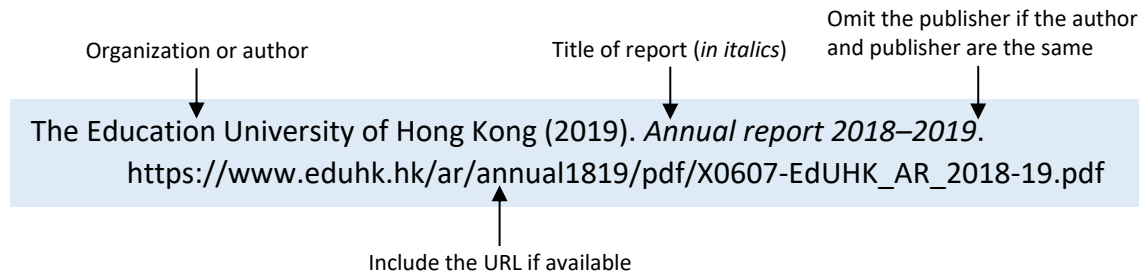 Omit the publisher if the author
and publisher are the same
Organization or author
Title of report (in italics)
The Education University of Hong Kong (2019). Annual report 2018–2019.
https://www.eduhk.hk/ar/annual1819/pdf/X0607-EdUHK_AR_2018-19.pdf
Include the URL if available